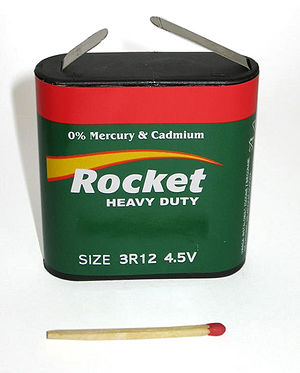 0% Mercury & Cadmium
Rocket
HEAVY DUTY
SIZE 3R12 4.5V